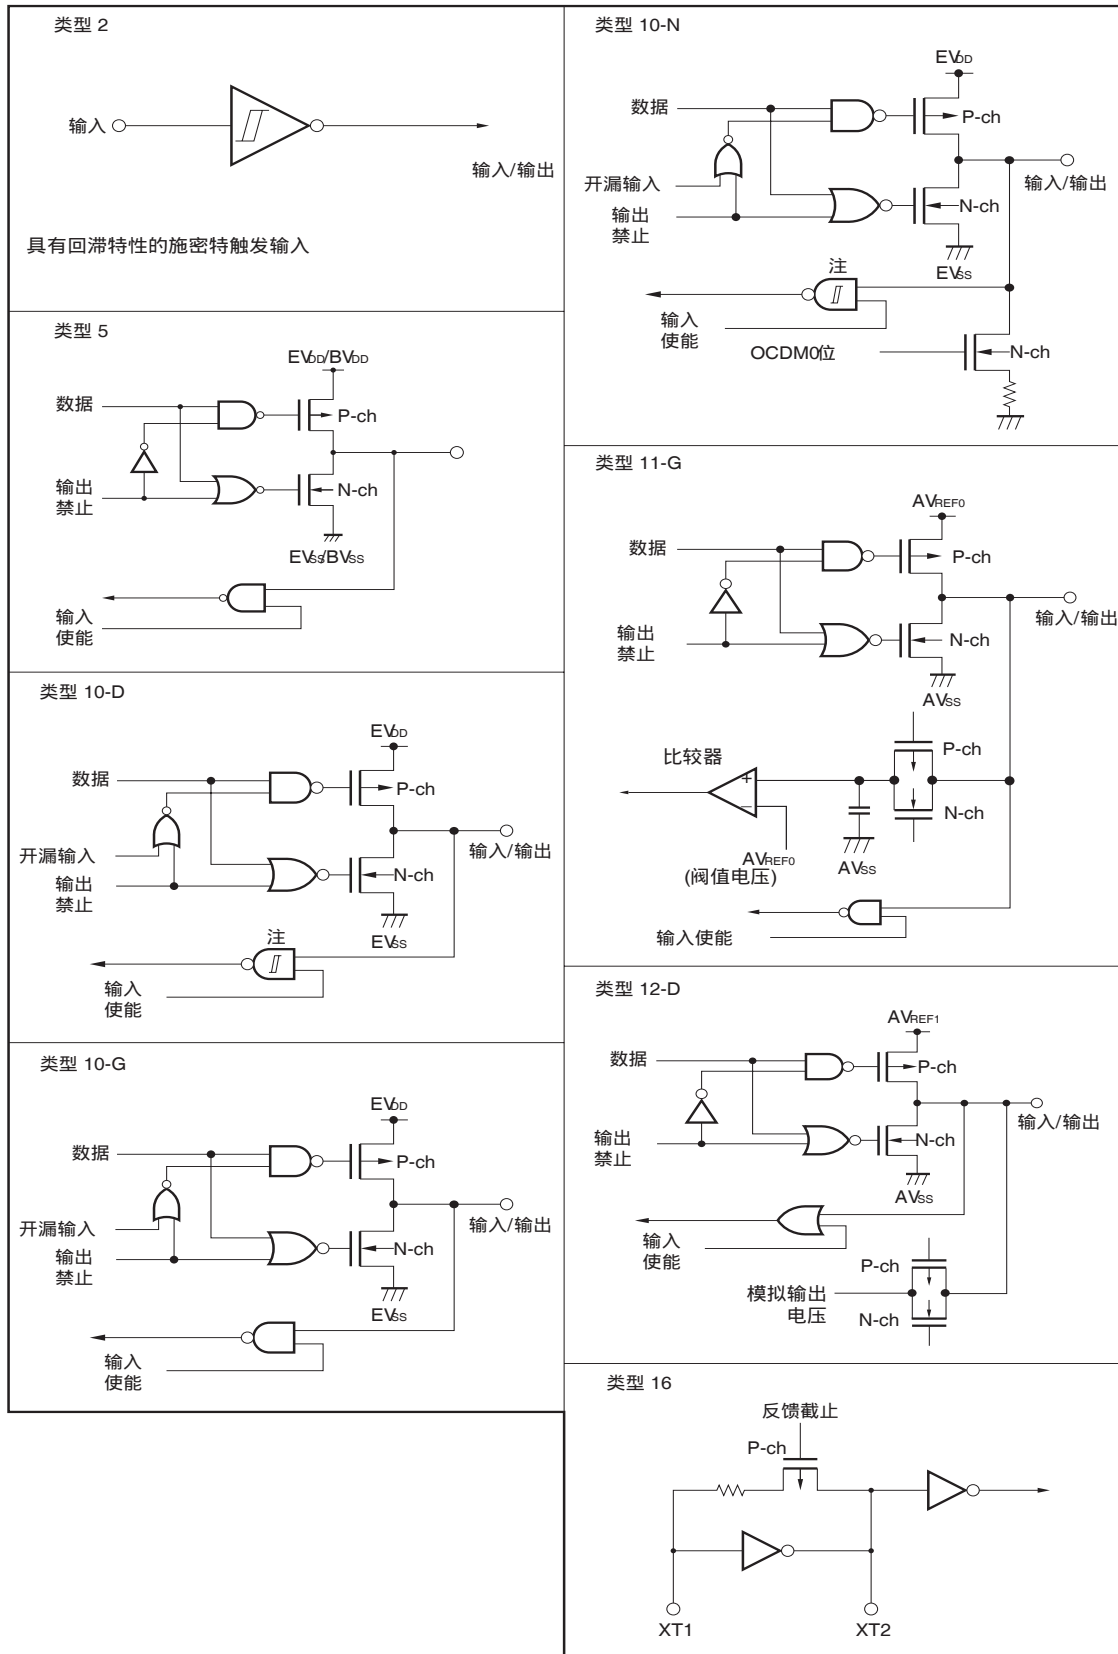 类型 2
输入
输入/输出
具有回滞特性的施密特触发输入
类型 5
EVDD/BVDD
数据
P-ch
输出
禁止
N-ch
EVSS/BVSS
输入
使能
类型 10-D
EVDD
数据
P-ch
开漏输入
输入/输出
输出
禁止
N-ch
EVSS
注
输入
使能
类型 10-G
EVDD
数据
P-ch
开漏输入
输入/输出
输出
禁止
N-ch
EVSS
输入
使能
类型 10-N
EVDD
数据
P-ch
开漏输入
输入/输出
输出
禁止
N-ch
EVSS
注
输入
使能
OCDM0位
N-ch
类型 11-G
AVREF0
数据
P-ch
输入/输出
输出
禁止
N-ch
AVSS
P-ch
比较器
+
−
N-ch
AVREF0
(阀值电压)
AVSS
输入使能
类型 12-D
AVREF1
数据
P-ch
输入/输出
输出
禁止
N-ch
AVSS
输入
使能
P-ch
模拟输出
电压
N-ch
类型 16
反馈截止
P-ch
XT1
XT2